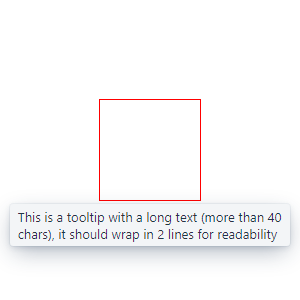 This is a tooltip with a long text (more than 40
chars), it should wrap in 2 lines for readability